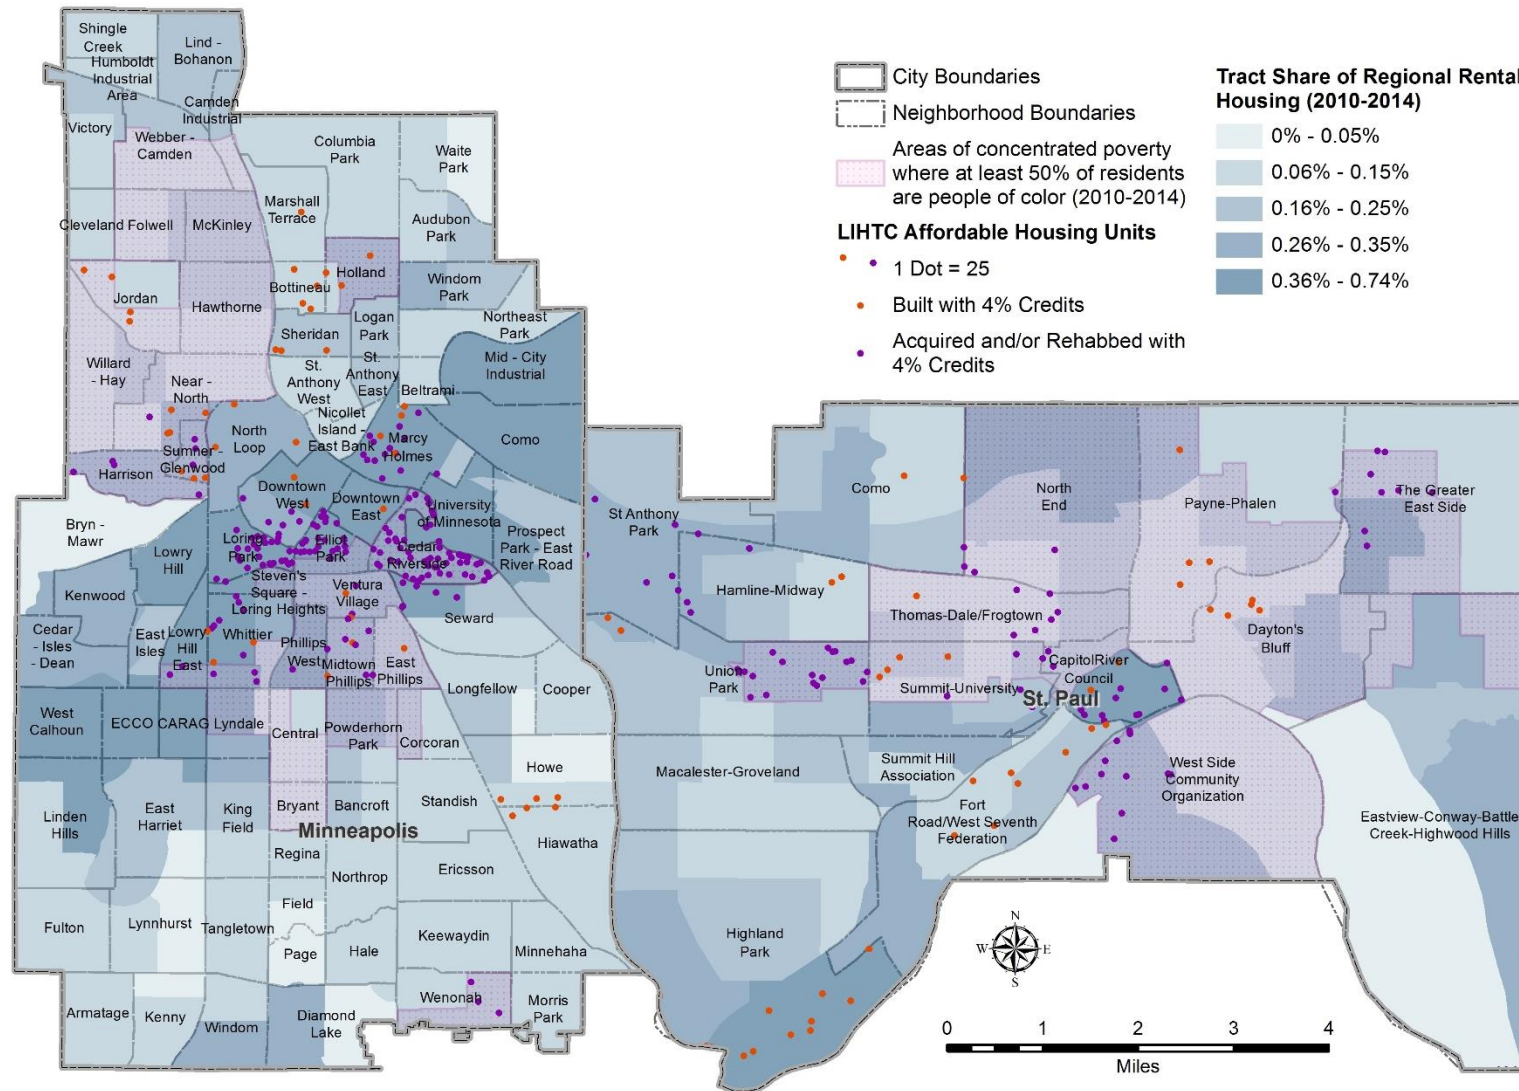 Shingle
Creek
Humboldt
Industrial
Area
Lind -
Bohanon
Camden
Industrial
Victory
Webber -
Camden
Columbia
Park
Waite
Park
Marshall
Terrace
Cleveland
Folwell
McKinley
Audubon
Park
Holland
Bottineau
Jordan
Hawthorne
Windom
Park
Logan
Park
Northeast
Park
Sheridan
Mid - City
Industrial
St.
Anthony
West
St.
Anthony
East
Beltrami
Willard
- Hay
Near -
North
Nicollet
Island -
East Bank
North
Loop
Marcy
Holmes
Como
Sumner -
Glenwood
Harrison
Downtown
West
Downtown
East
University
of Minnesota
Bryn -
Mawr
Lowry
Hill
Loring
Park
Elliot
Park
Cedar
Riverside
Prospect
Park - East
River Road
Steven's
Square -
Loring Heights
Ventura
Village
Kenwood
Seward
Cedar
- Isles
- Dean
East
Isles
Lowry
Hill
East
Whittier
Phillips
West
Midtown
Phillips
East
Phillips
Longfellow
Cooper
West
Calhoun
ECCO
CARAG
Lyndale
Central
Powderhorn
Park
Corcoran
Howe
Linden
Hills
East
Harriet
King
Field
Bryant
Bancroft
Standish
Minneapolis
Hiawatha
Regina
Northrop
Ericsson
Field
Fulton
Lynnhurst
Tangletown
Page
Hale
Keewaydin
Minnehaha
Wenonah
Morris
Park
Armatage
Kenny
Windom
Diamond
Lake
City Boundaries
Neighborhood Boundaries
Areas of concentrated poverty
where at least 50% of residents
are people of color (2010-2014)
LIHTC Affordable Housing Units
1 Dot = 25
Built with 4% Credits
Acquired and/or Rehabbed with
4% Credits
Tract Share of Regional Rental
Housing (2010-2014)
0% - 0.05%
0.06% - 0.15%
0.16% - 0.25%
0.26% - 0.35%
0.36% - 0.74%
St Anthony
Park
Como
North
End
Payne-Phalen
The Greater
East Side
Hamline-Midway
Thomas-Dale/Frogtown
Dayton's
Bluff
Union
Park
CapitolRiver
Council
Summit-University
St. Paul
Macalester-Groveland
Summit Hill
Association
West Side
Community
Organization
Fort
Road/West Seventh
Federation
Eastview-Conway-Battle
Creek-Highwood Hills
Highland
Park
N
W
E
S
0
1
2
3
4
Miles